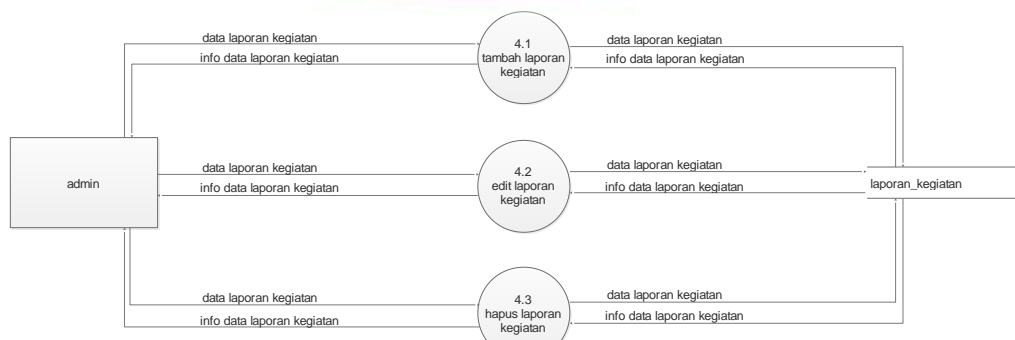 data laporan kegiatan
info data laporan kegiatan
4.1
tambah laporan
kegiatan
data laporan kegiatan
info data laporan kegiatan
admin
data laporan kegiatan
info data laporan kegiatan
4.2
edit laporan
kegiatan
data laporan kegiatan
info data laporan kegiatan
laporan_kegiatan
data laporan kegiatan
info data laporan kegiatan
4.3
hapus laporan
kegiatan
data laporan kegiatan
info data laporan kegiatan